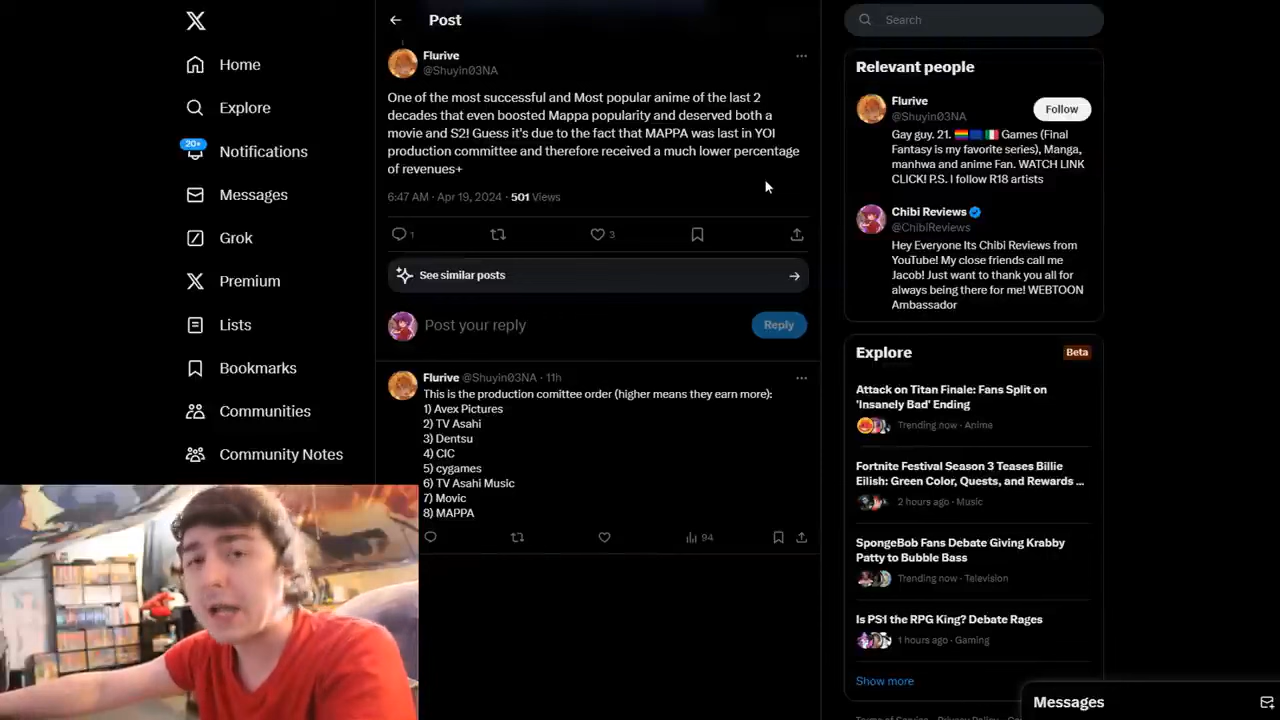 Home
Explore
20+
Notifications
Messages
Grok
Premium
Lists
Bookmarks
Communities
Community Notes
Post
Flurive
@Shuyin03NA
One of the most successful and Most popular anime of the last 2
decades that even boosted Mappa popularity and deserved both a
movie and S2! Guess it's due to the fact that MAPPA was last in YOI
production committee and therefore received a much lower percentage
of revenues+
6:47 AM · Apr 19, 2024 · 501 Views
1
3
See similar posts
Post your reply
Reply
Flurive @Shuyin03NA · 11h
This is the production comittee order (higher means they earn more):
1) Avex Pictures
2) TV Asahi
3) Dentsu
4) CIC
5) cygames
6) TV Asahi Music
7) Movic
8) MAPPA
94
Search
Relevant people
Flurive
@Shuyin03NA
Follow
Gay guy. 21. Games (Final
Fantasy is my favorite series), Manga,
manhwa and anime Fan. WATCH LINK
CLICK! P.S. I follow R18 artists
Chibi Reviews
@ChibiReviews
Hey Everyone Its Chibi Reviews from
YouTube! My close friends call me
Jacob! Just want to thank you all for
always being there for me! WEBTOON
Ambassador
Explore
Beta
Attack on Titan Finale: Fans Split on
'Insanely Bad' Ending
Trending now · Anime
Fortnite Festival Season 3 Teases Billie
Eilish: Green Color, Quests, and Rewards ...
2 hours ago · Music
SpongeBob Fans Debate Giving Krabby
Patty to Bubble Bass
Trending now · Television
Is PS1 the RPG King? Debate Rages
1 hours ago · Gaming
Show more
Messages